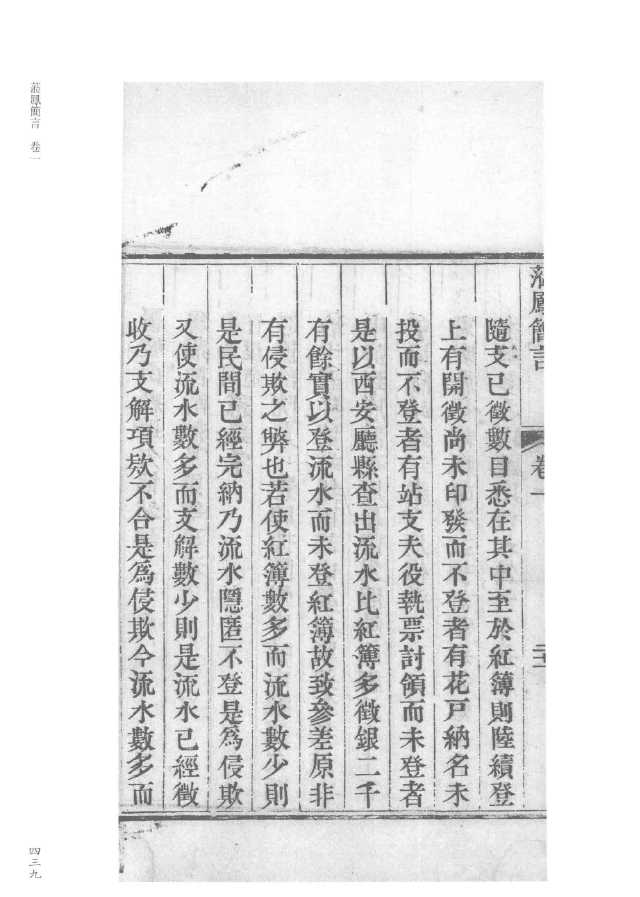 蒞鳳簡言 卷一
蒞鳳簡言 卷一 二五
隨支已徵數目悉在其中至於紅簿則陸續登
上有開徵尚未印發而不登者有花戸納名未
投而不登者有站支夫役執票討領而未登者
是以西安廳縣查出流水比紅簿多徵銀二千
有餘實以登流水而未登紅簿故致參差原非
有侵欺之弊也若使紅簿數多而流水數少則
是民間已經完納乃流水隱匿不登是爲侵欺
又使流水數多而支解數少則是流水已經徵
收乃支解項欵不合是爲侵欺今流水數多而
四三九